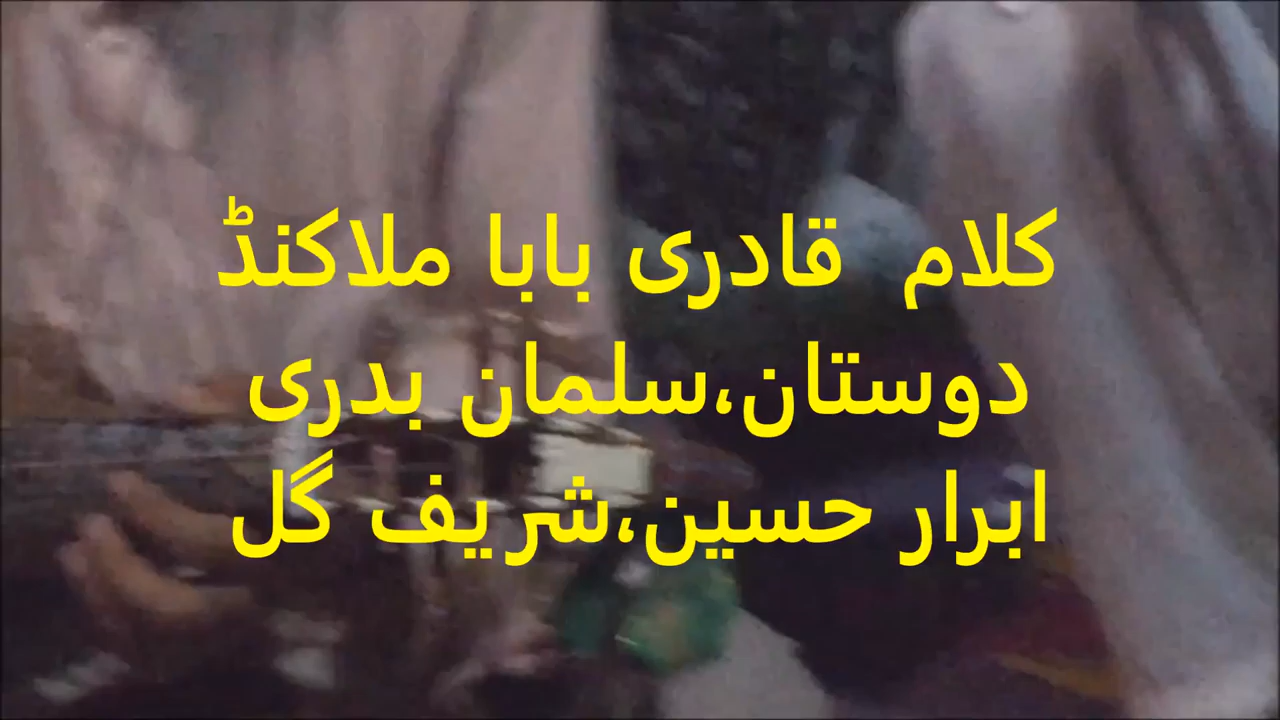 کلام قادری بابا ملاکنڈ
دوستان،سلمان بدری
ابرار حسین،شریف گل